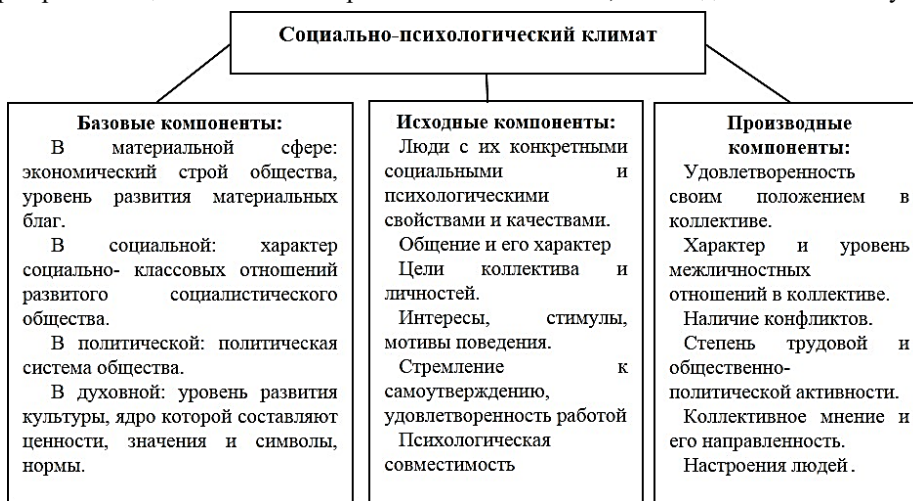 Социально-психологический климат
Базовые компоненты:
В материальной сфере:
экономический строй общества,
уровень развития материальных
благ.
В социальной: характер
социально- классовых отношений
развитого социалистического
общества.
В политической: политическая
система общества.
В духовной: уровень развития
культуры, ядро которой составляют
ценности, значения и символы,
нормы.
Исходные компоненты:
Люди с их конкретными
социальными и
психологическими
свойствами и качествами.
Общение и его характер
Цели коллектива и
личностей.
Интересы, стимулы,
мотивы поведения.
Стремление к
самоутверждению,
удовлетворенность работой
Психологическая
совместимость
Производные
компоненты:
Удовлетворенность
своим положением в
коллективе.
Характер и уровень
межличностных
отношений в коллективе.
Наличие конфликтов.
Степень трудовой и
общественно-
политической активности.
Коллективное мнение и
его направленность.
Настроения людей.